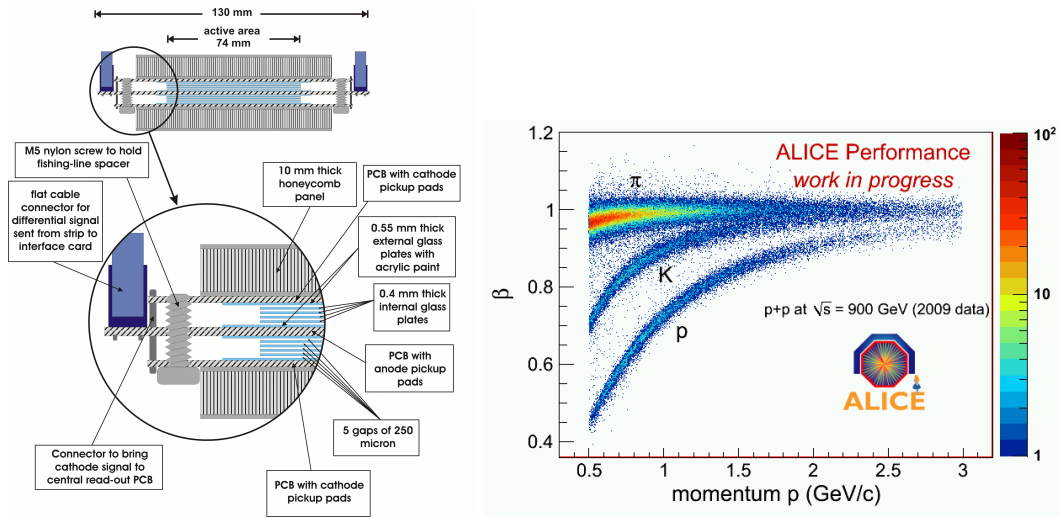 130 mm
active area
74 mm
M5 nylon screw to hold
fishing-line spacer
flat cable
connector for
differential signal
sent from strip to
interface card
10 mm thick
honeycomb
panel
PCB with cathode
pickup pads
0.55 mm thick
external glass
plates with
acrylic paint
0.4 mm thick
internal glass
plates
PCB with
anode pickup
pads
5 gaps of 250
micron
Connector to bring
cathode signal to
central read-out PCB
PCB with cathode
pickup pads
ALICE Performance
work in progress
π
K
p
p+p at √s = 900 GeV (2009 data)
ALICE
β
1.2
1
0.8
0.6
0.4
0.5 1 1.5 2 2.5 3
momentum p (GeV/c)
10²
10
1